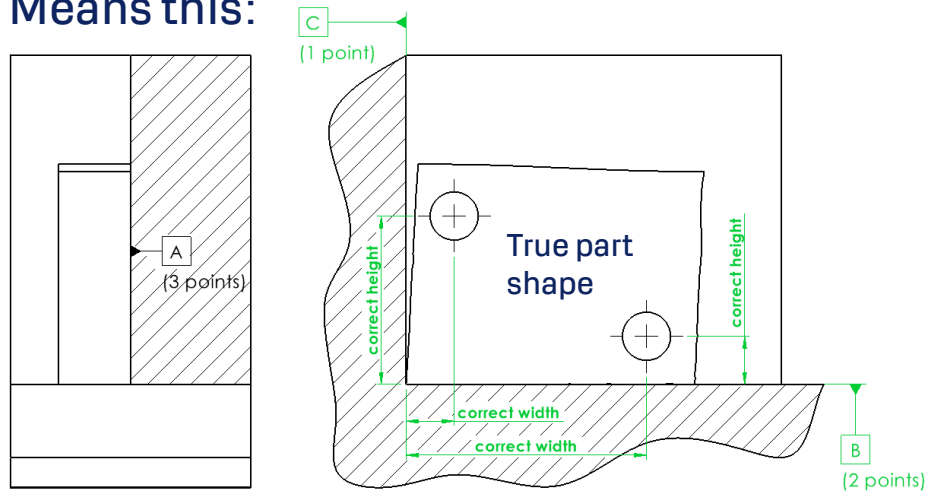 Means this:
C
(1 point)
A
(3 points)
True part
shape
correct height
correct height
correct width
correct width
B
(2 points)